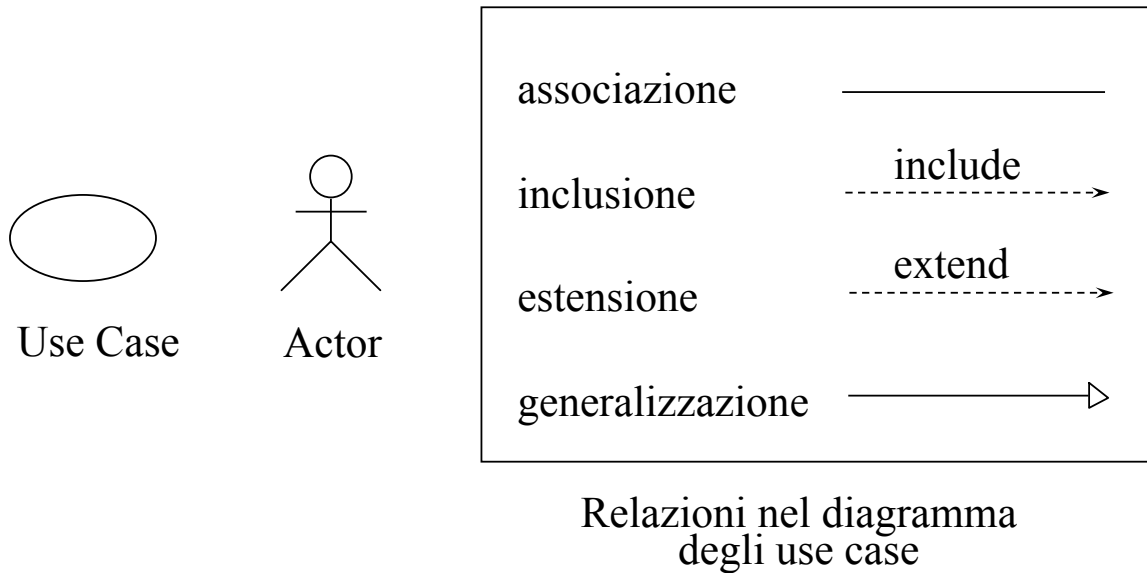 associazione
include
inclusione
extend
estensione
Use Case
Actor
generalizzazione
Relazioni nel diagramma
degli use case